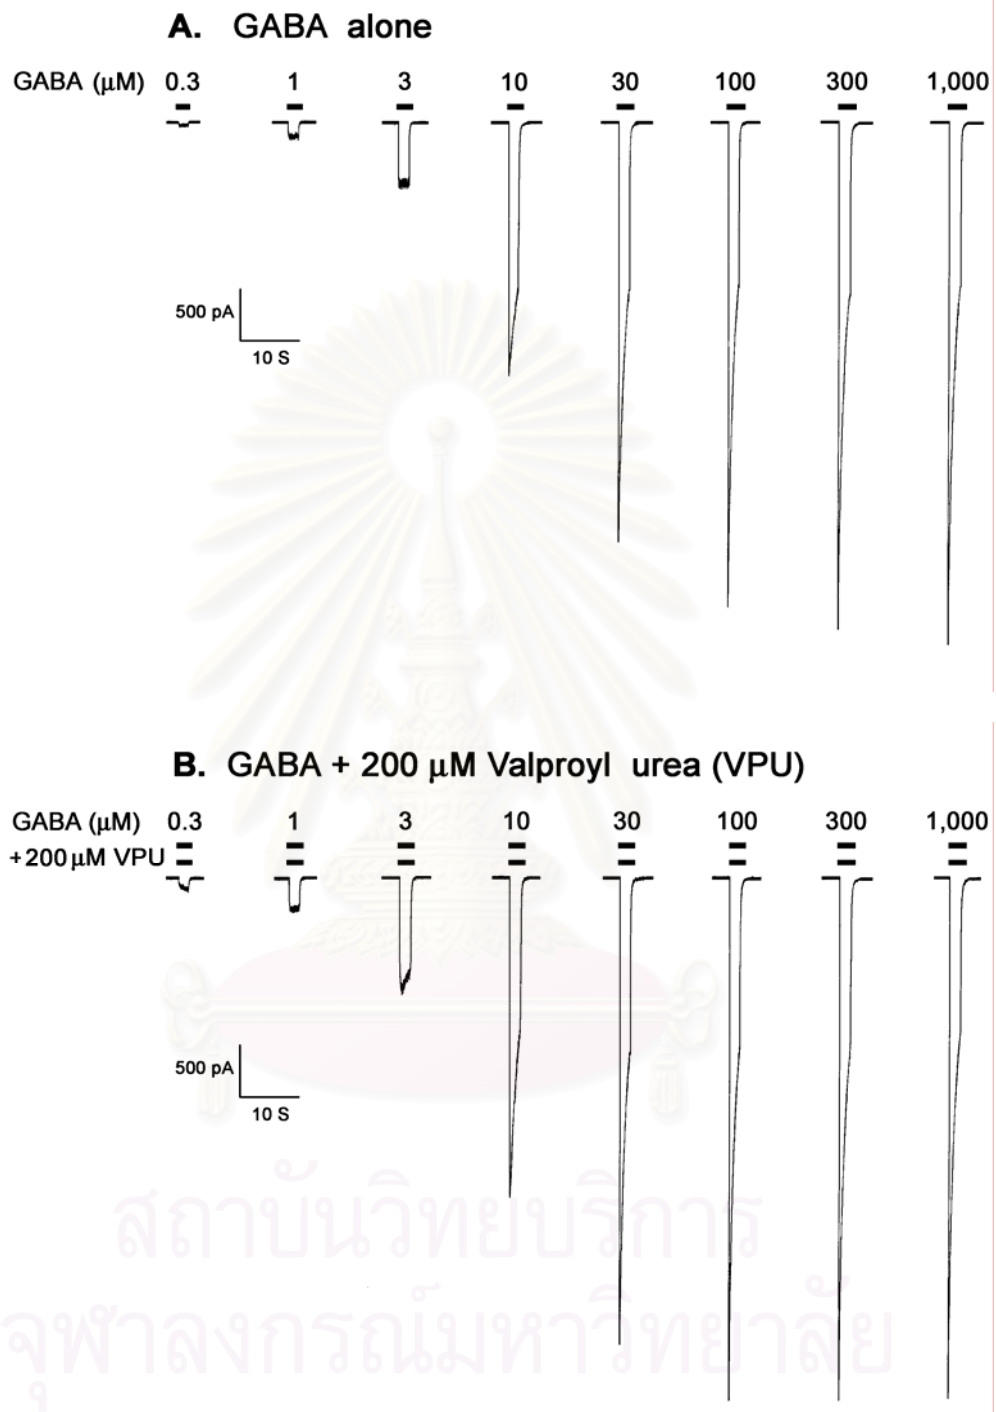 A. GABA alone
GABA (μM) 0.3 1 3 10 30 100 300 1,000
500 pA
10 S
B. GABA + 200 μM Valproyl urea (VPU)
GABA (μM) 0.3 1 3 10 30 100 300 1,000
+200 μM VPU
500 pA
10 S
สถาบันวิทยบริการ
จุฬาลงกรณ์มหาวิทยาลัย